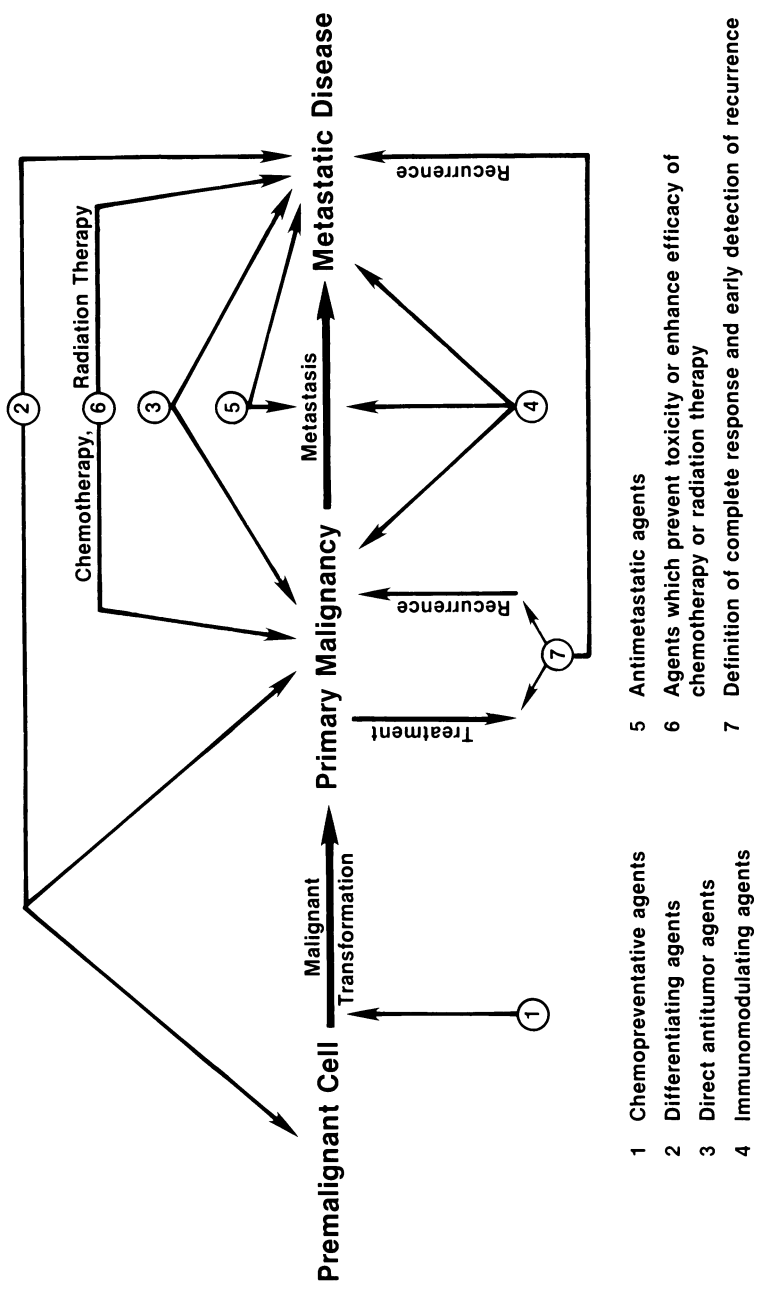 2
Chemotherapy, 6 Radiation Therapy
3
5
Malignant
Transformation
Metastasis
Premalignant Cell
Primary Malignancy
Metastatic Disease
Treatment
Recurrence
Recurrence
1
7
4
1 Chemopreventative agents
2 Differentiating agents
3 Direct antitumor agents
4 Immunomodulating agents
5 Antimetastatic agents
6 Agents which prevent toxicity or enhance efficacy of
chemotherapy or radiation therapy
7 Definition of complete response and early detection of recurrence